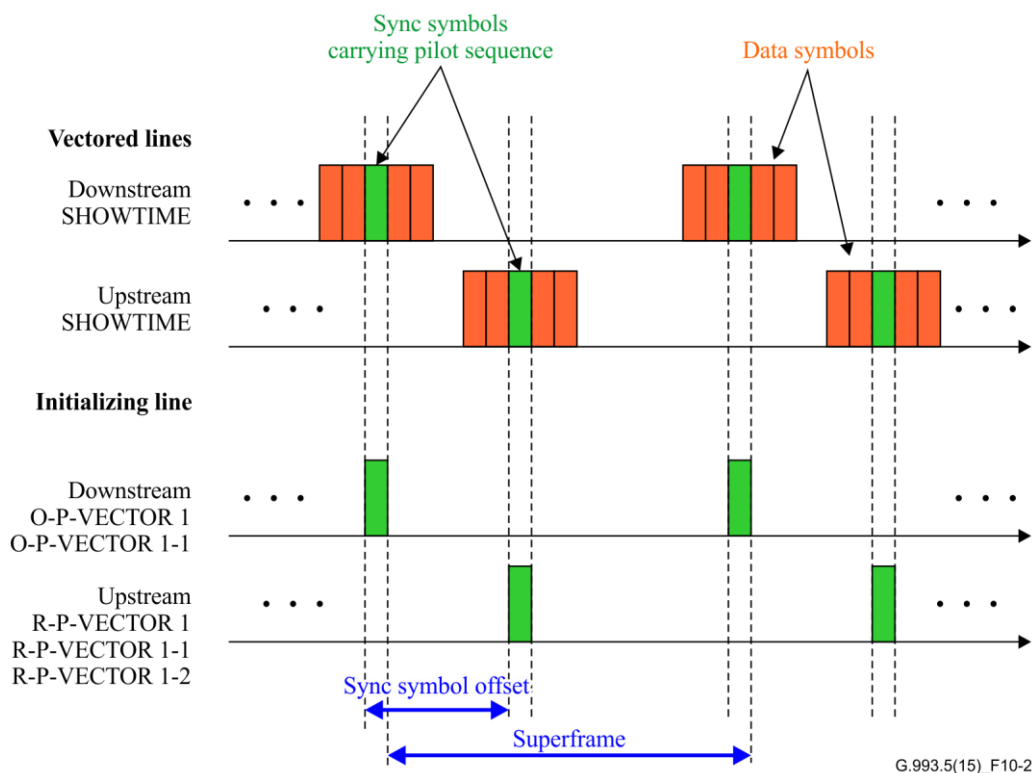 Sync symbols
carrying pilot sequence
Data symbols
Vectored lines
Downstream
SHOWTIME
Upstream
SHOWTIME
Initializing line
Downstream
O-P-VECTOR 1
O-P-VECTOR 1-1
Upstream
R-P-VECTOR 1
R-P-VECTOR 1-1
R-P-VECTOR 1-2
Sync symbol offset
Superframe
G.993.5(15)_F10-2